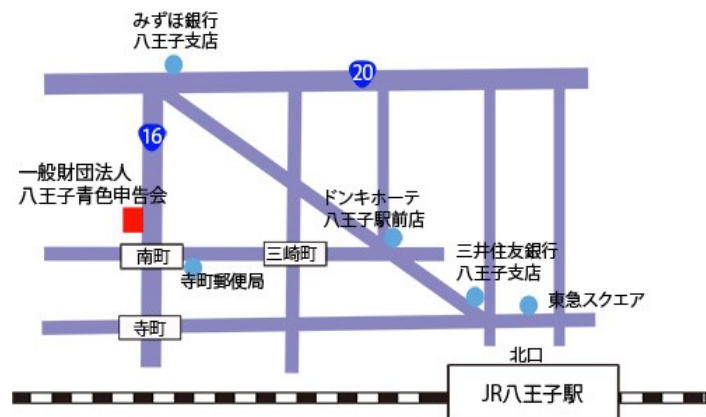 みずほ銀行
八王子支店
20
16
一般財団法人
八王子青色申告会
ドンキホーテ
八王子駅前店
南町
三崎町
三井住友銀行
八王子支店
寺町郵便局
東急スクエア
寺町
北口
JR八王子駅